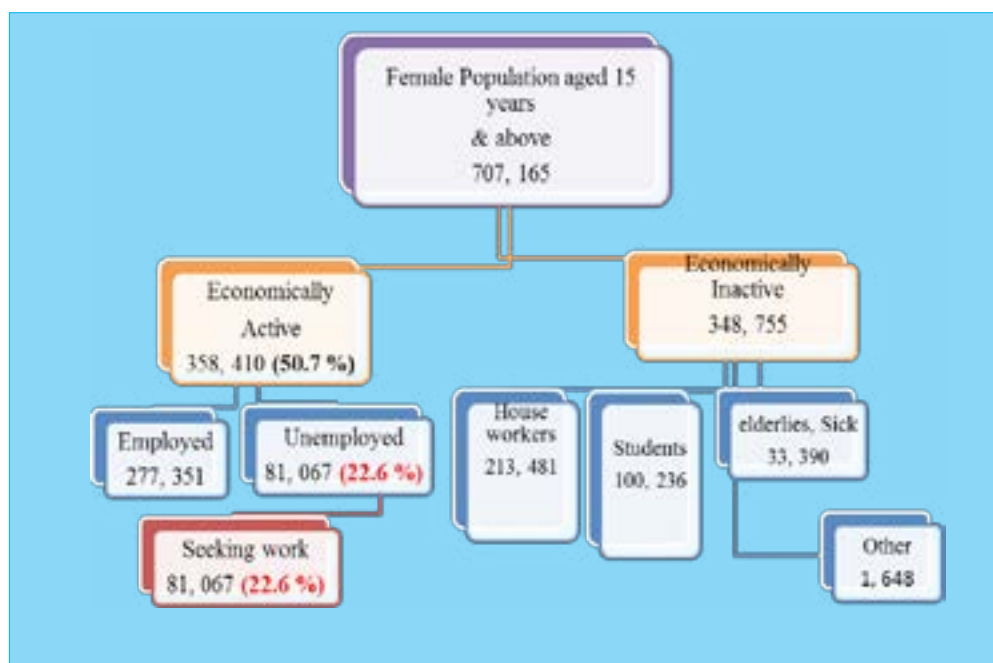 Female Population aged 15
years
& above
707, 165
Economically
Active
358, 410 (50.7 %)
Economically
Inactive
348, 755
Employed
277, 351
Unemployed
81, 067 (22.6 %)
Seeking work
81, 067 (22.6 %)
House
workers
213, 481
Students
100, 236
elderlies, Sick
33, 390
Other
1, 648